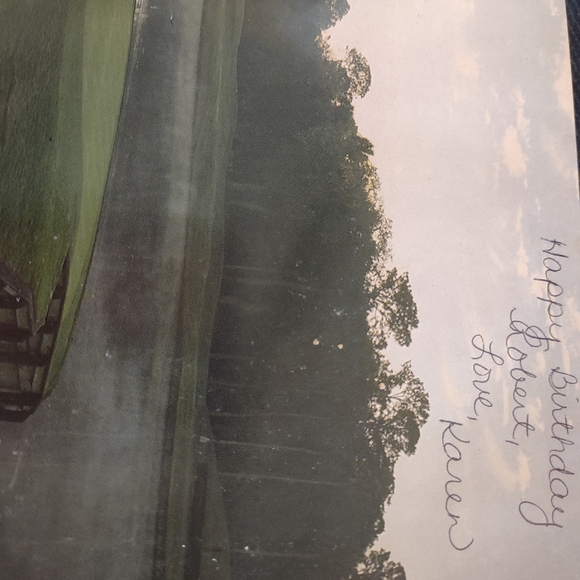 Happy Birthday
Robert,
Love,
Karen